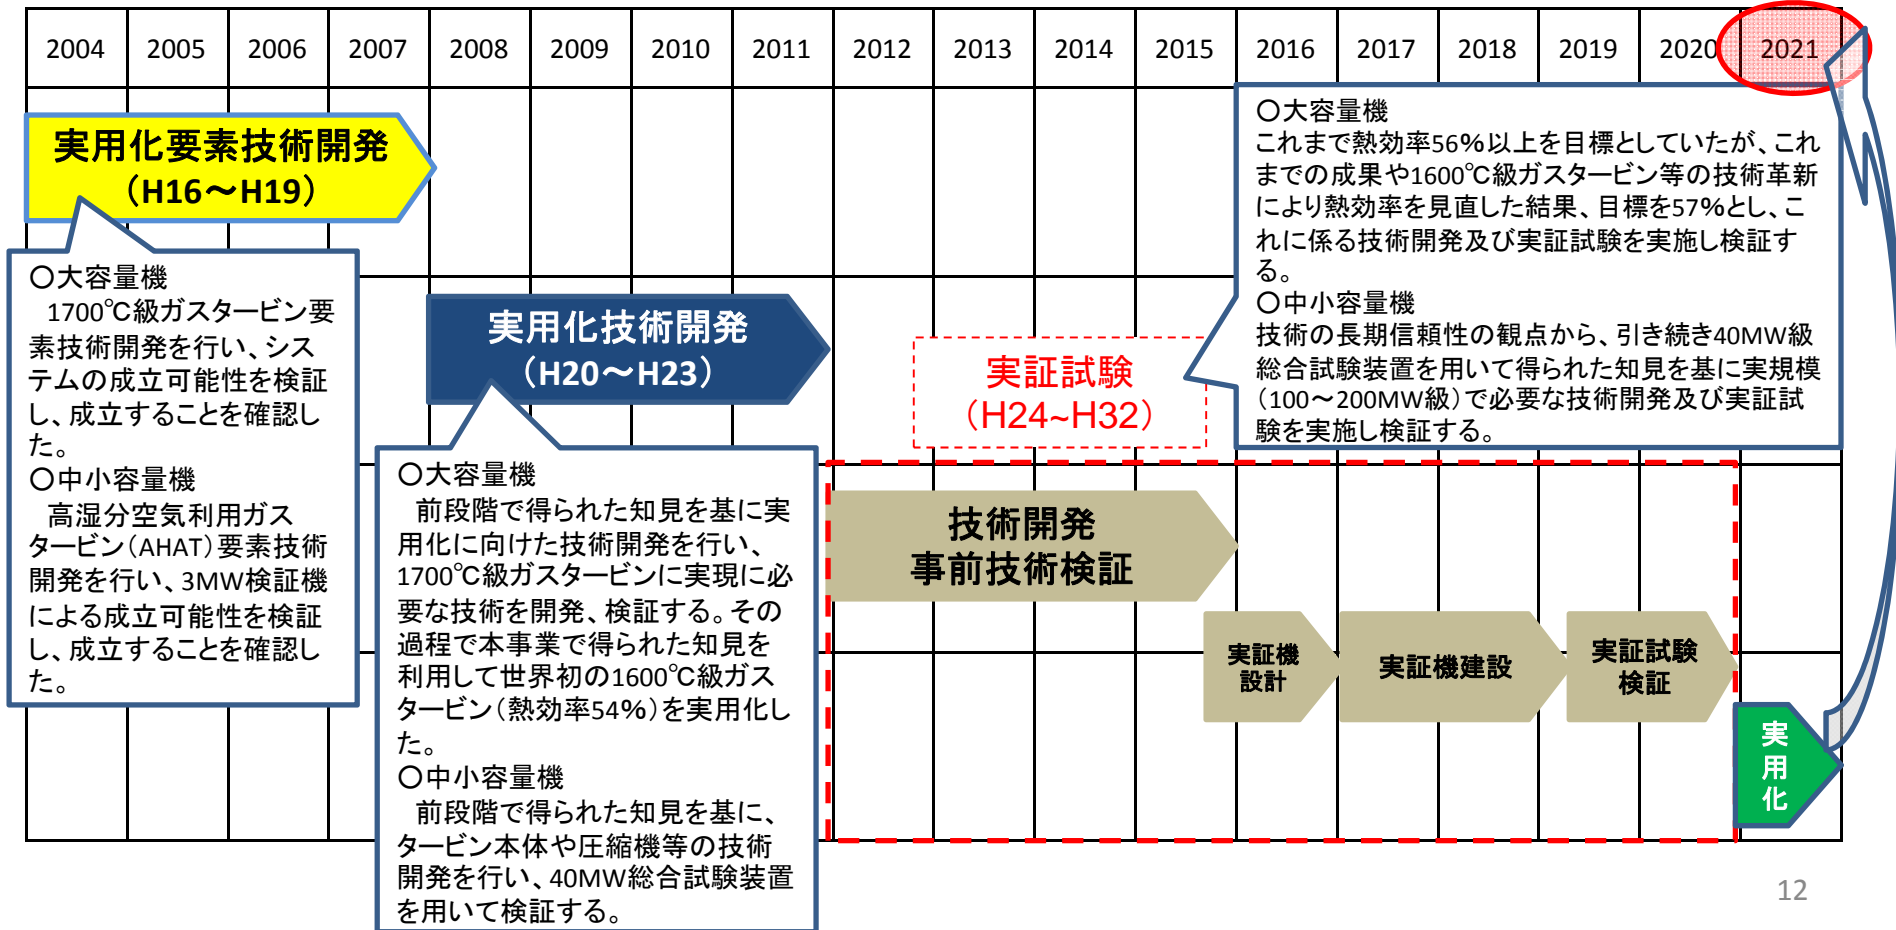 2004 2005 2006 2007 2008 2009 2010 2011 2012 2013 2014 2015 2016 2017 2018 2019 2020 2021
実用化要素技術開発
（H16～H19）
〇大容量機
1700℃級ガスタービン要
素技術開発を行い、シス
テムの成立可能性を検証
し、成立することを確認し
た。
〇中小容量機
高湿分空気利用ガス
タービン（AHAT）要素技術
開発を行い、3MW検証機
による成立可能性を検証
し、成立することを確認し
た。
実用化技術開発
（H20～H23）
〇大容量機
前段階で得られた知見を基に実
用化に向けた技術開発を行い、
1700℃級ガスタービンに実現に必
要な技術を開発、検証する。その
過程で本事業で得られた知見を
利用して世界初の1600℃級ガス
タービン（熱効率54％）を実用化し
た。
〇中小容量機
前段階で得られた知見を基に、
タービン本体や圧縮機等の技術
開発を行い、40MW総合試験装置
を用いて検証する。
実証試験
（H24~H32）
〇大容量機
これまで熱効率56％以上を目標としていたが、これ
までの成果や1600℃級ガスタービン等の技術革新
により熱効率を見直した結果、目標を57％とし、こ
れに係る技術開発及び実証試験を実施し検証す
る。
〇中小容量機
技術の長期信頼性の観点から、引き続き40MW級
総合試験装置を用いて得られた知見を基に実規模
（100～200MW級）で必要な技術開発及び実証試
験を実施し検証する。
技術開発
事前技術検証
実証機
設計
実証機建設
実証試験
検証
実
用
化
12